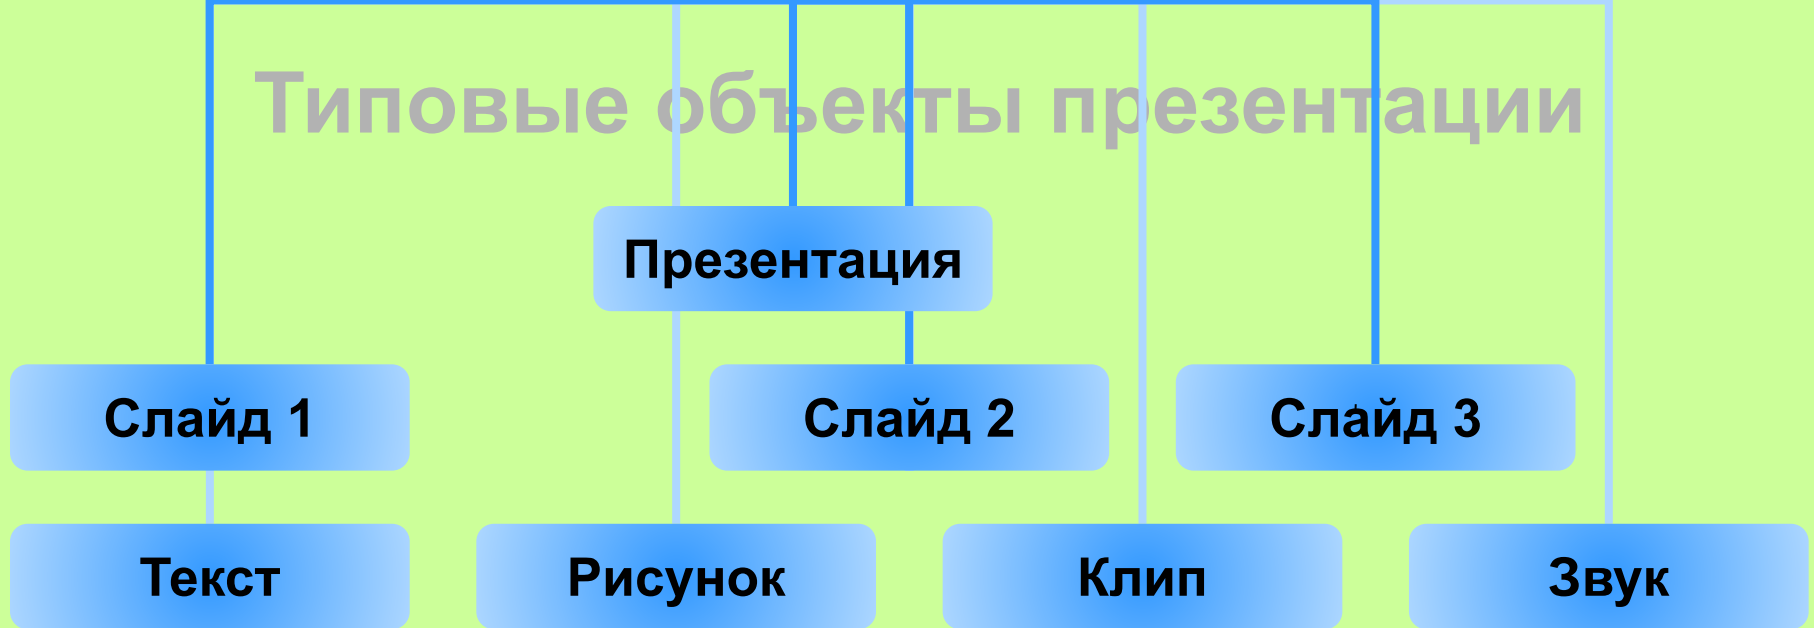 Типовые объекты презентации
Презентация
Слайд 1
Слайд 2
Слайд 3
Текст
Рисунок
Клип
Звук